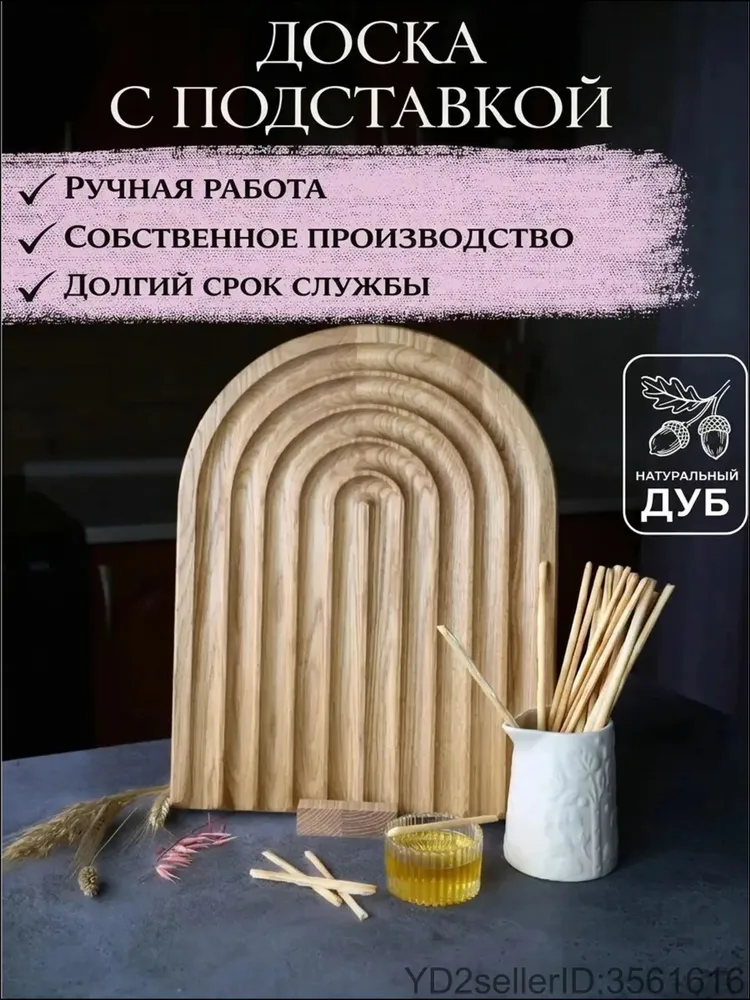 ДОСКА
С ПОДСТАВКОЙ
РУЧНАЯ РАБОТА
СОБСТВЕННОЕ ПРОИЗВОДСТВО
ДОЛГИЙ СРОК СЛУЖБЫ
НАТУРАЛЬНЫЙ
ДУБ
YD2sellerID:3561616